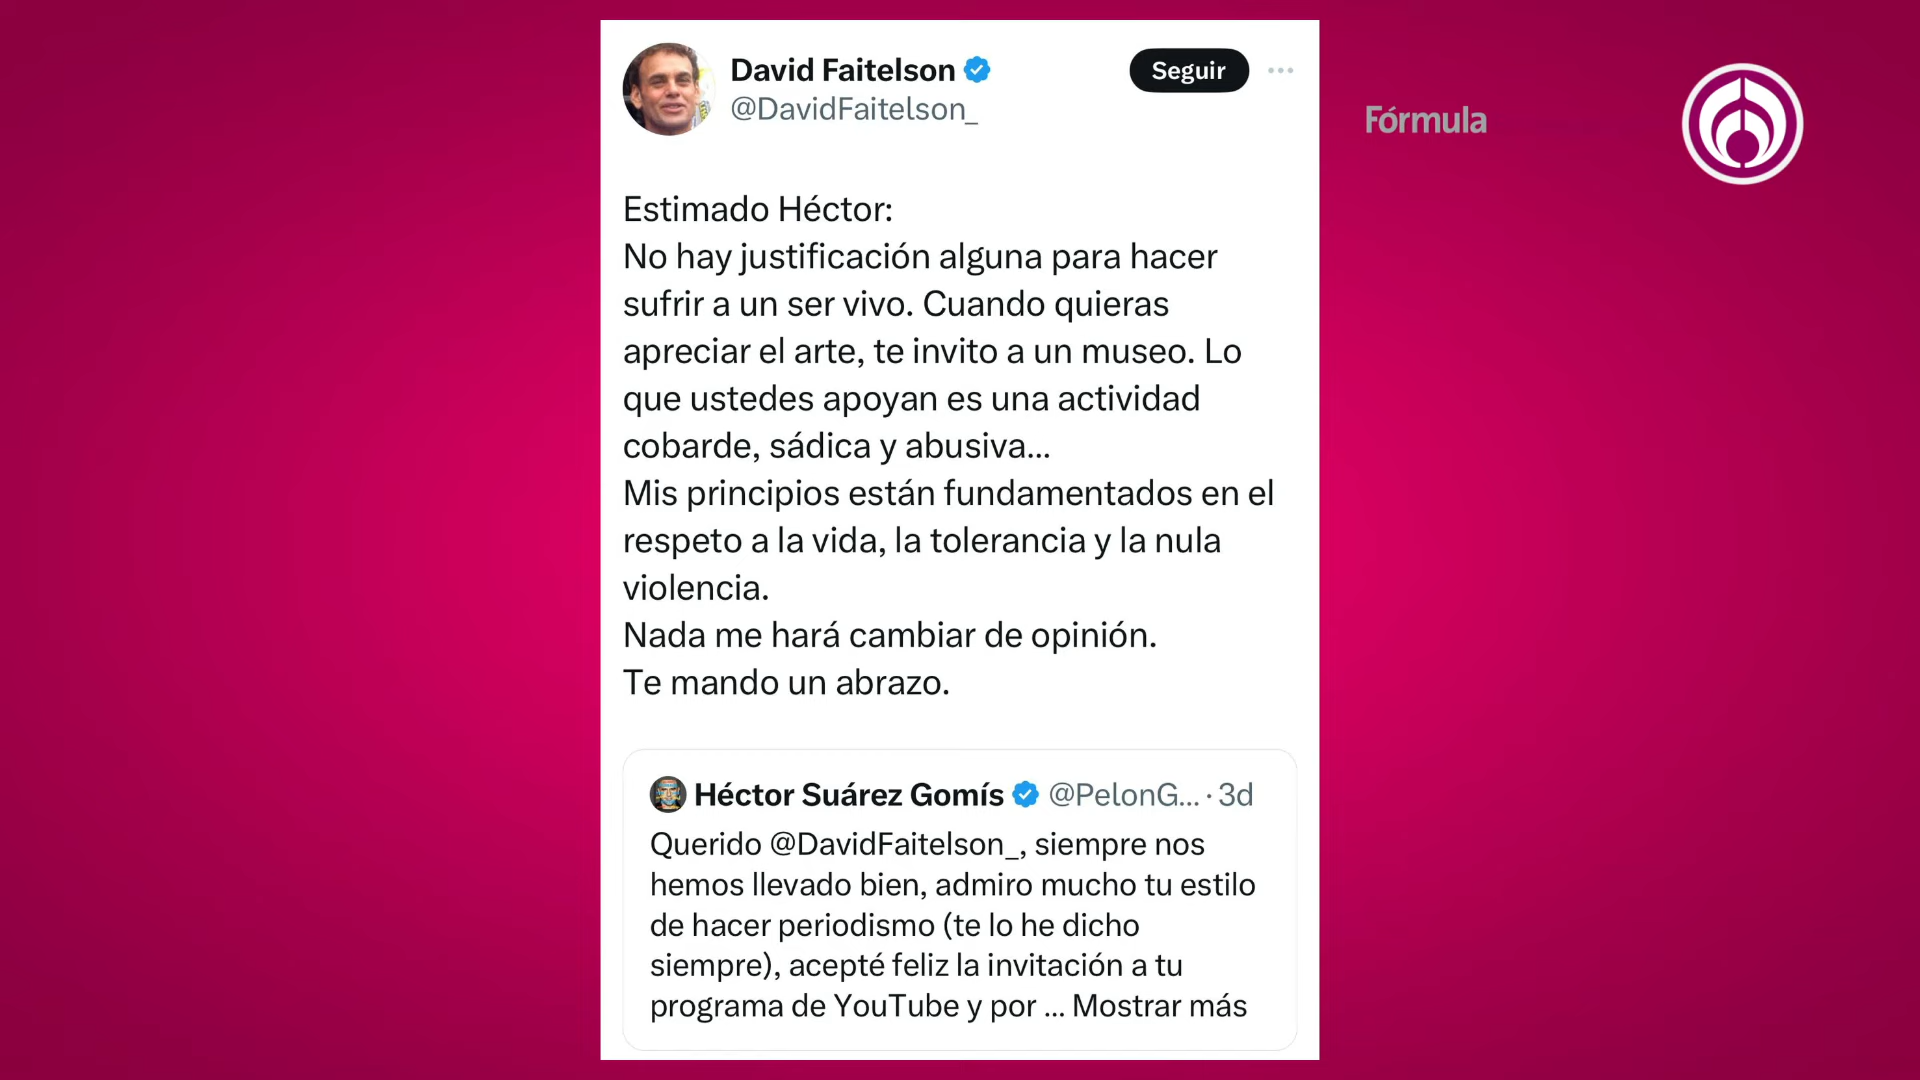 David Faitelson
@DavidFaitelson_
Seguir
Fórmula
Estimado Héctor:
No hay justificación alguna para hacer
sufrir a un ser vivo. Cuando quieras
apreciar el arte, te invito a un museo. Lo
que ustedes apoyan es una actividad
cobarde, sádica y abusiva...
Mis principios están fundamentados en el
respeto a la vida, la tolerancia y la nula
violencia.
Nada me hará cambiar de opinión.
Te mando un abrazo.
Héctor Suárez Gomís @PelonG... · 3d
Querido @DavidFaitelson_, siempre nos
hemos llevado bien, admiro mucho tu estilo
de hacer periodismo (te lo he dicho
siempre), acepté feliz la invitación a tu
programa de YouTube y por ... Mostrar más